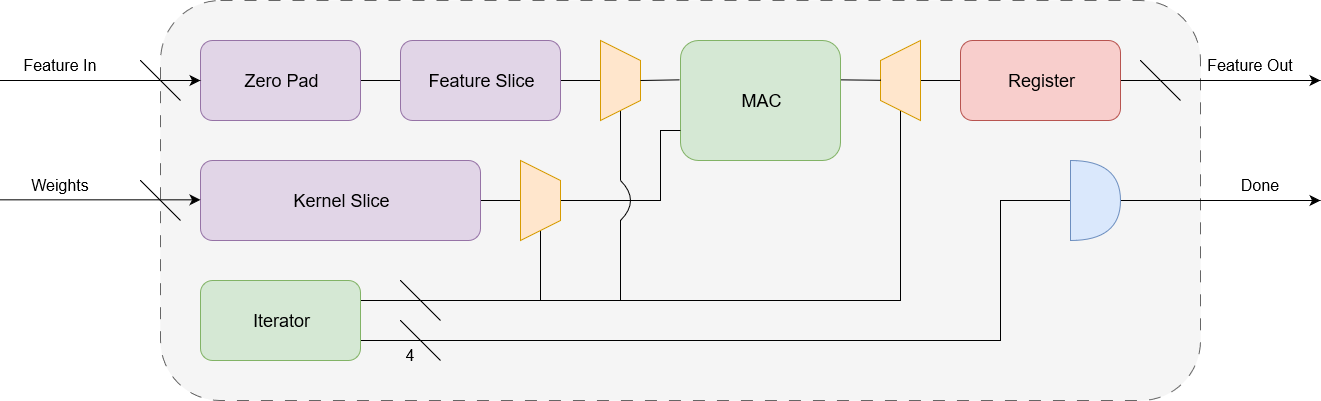 Feature In
Zero Pad
Feature Slice
MAC
Register
Feature Out
Weights
Kernel Slice
Done
Iterator
4